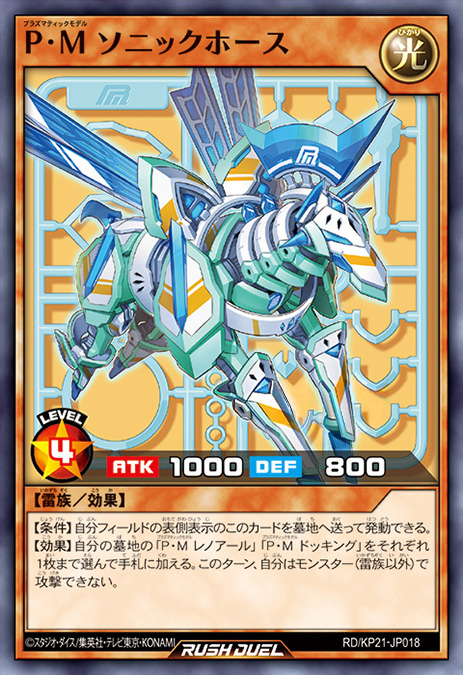 プラズマティックモデル
P・M ソニックホース
ひかり
光
LEVEL
4
ATK 1000 DEF 800
【雷族／効果】
【条件】自分フィールドの表側表示のこのカードを墓地へ送って発動できる。
【効果】自分の墓地の「P・M レノアール」「P・M ドッキング」をそれぞれ
1枚まで選んで手札に加える。このターン、自分はモンスター(雷族以外)で
攻撃できない。
©スタジオ・ダイス/集英社・テレビ東京・KONAMI
RUSH DUEL
RD/KP21-JP018